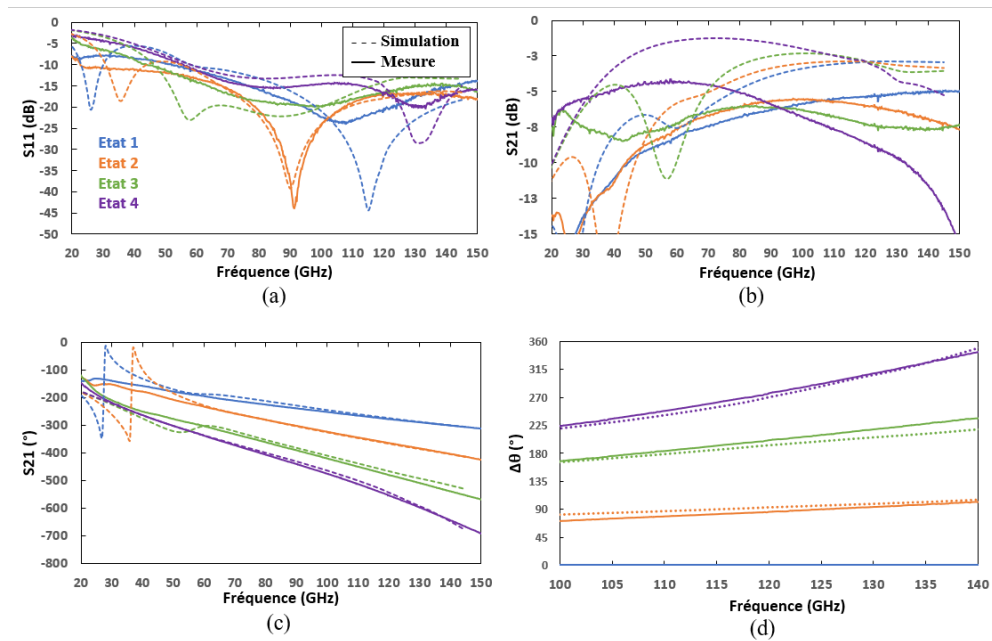 0
-5
-10
-15
-20
-25
-30
-35
-40
-45
-50
S11 (dB)
Simulation
Mesure
Etat 1
Etat 2
Etat 3
Etat 4
20 30 40 50 60 70 80 90 100 110 120 130 140 150
Fréquence (GHz)
(a)
0
-3
-5
-8
-10
-13
-15
S21 (dB)
20 30 40 50 60 70 80 90 100 110 120 130 140 150
Fréquence (GHz)
(b)
0
-100
-200
-300
-400
-500
-600
-700
-800
S21 (°)
20 30 40 50 60 70 80 90 100 110 120 130 140 150
Fréquence (GHz)
(c)
360
315
270
225
180
135
90
45
0
Δθ (°)
100 105 110 115 120 125 130 135 140
Fréquence (GHz)
(d)